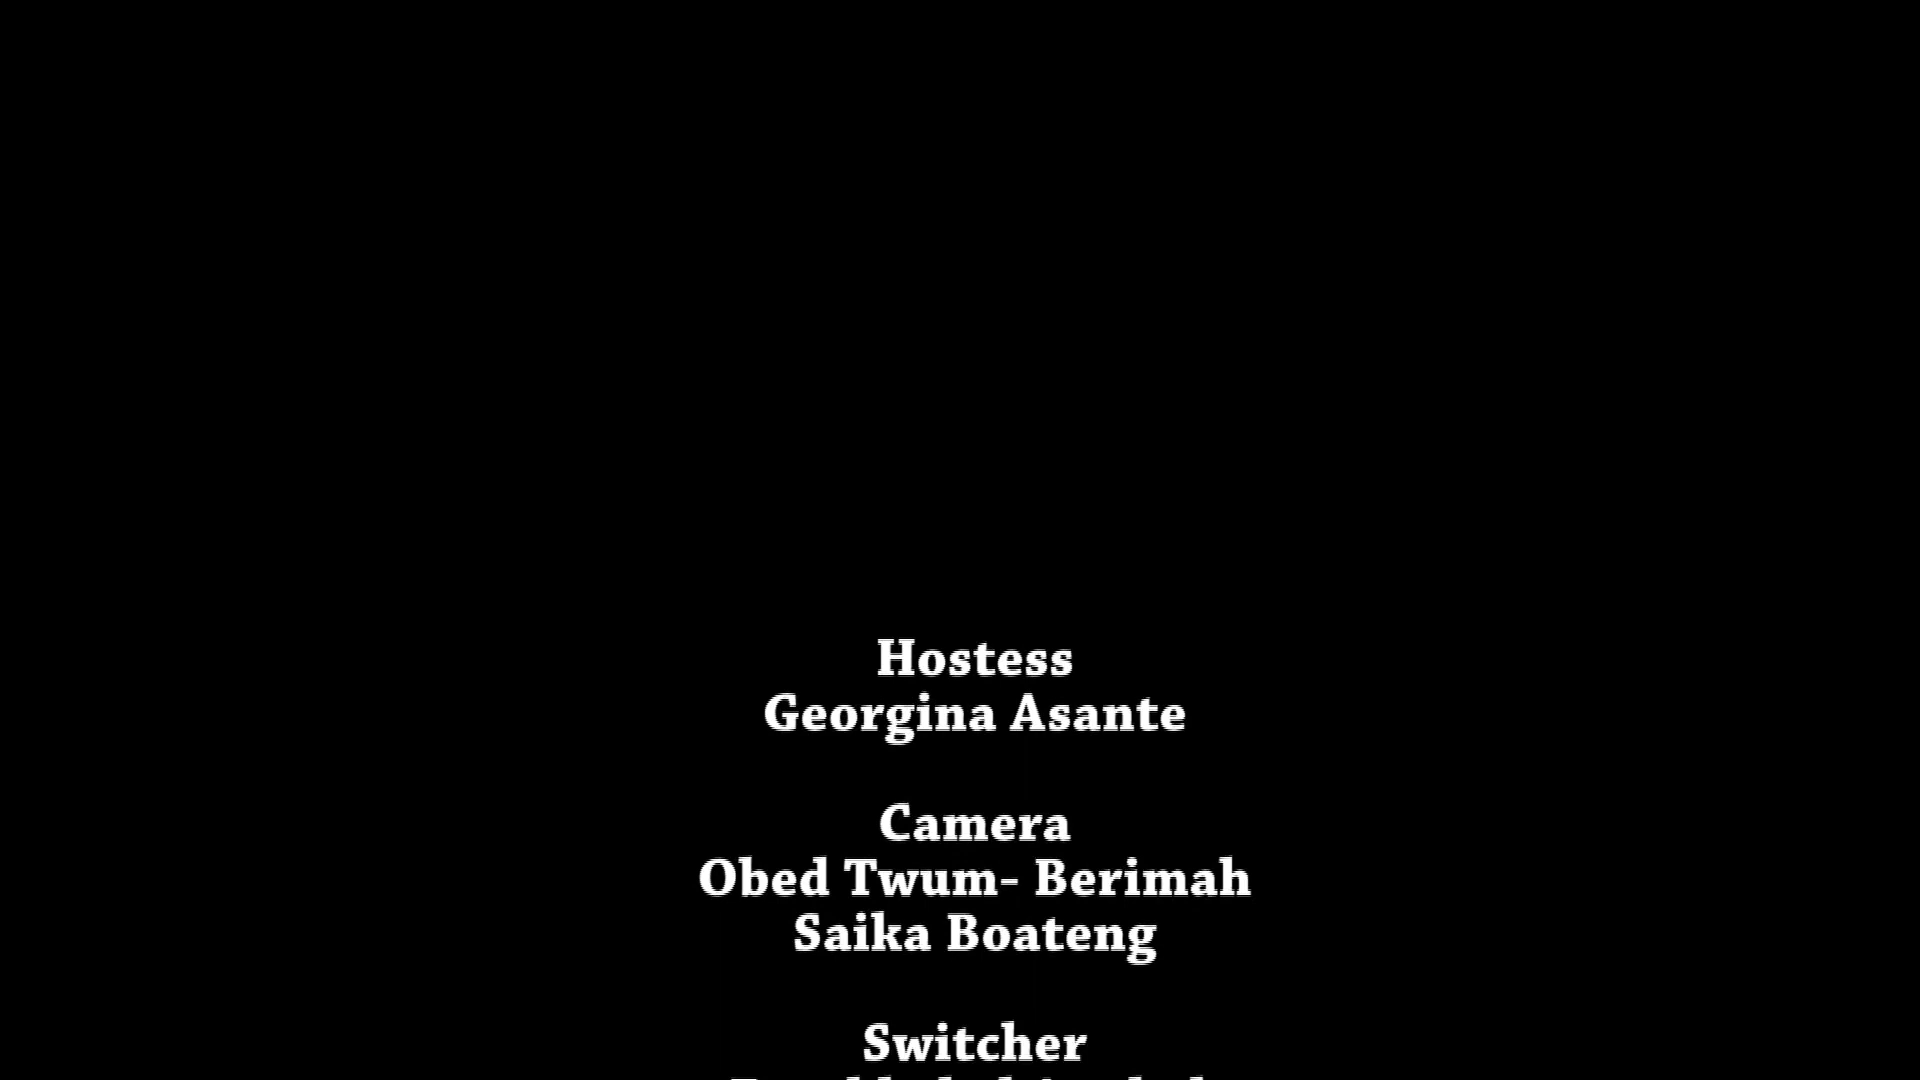 Hostess
Georgina Asante
Camera
Obed Twum- Berimah
Saika Boateng
Switcher